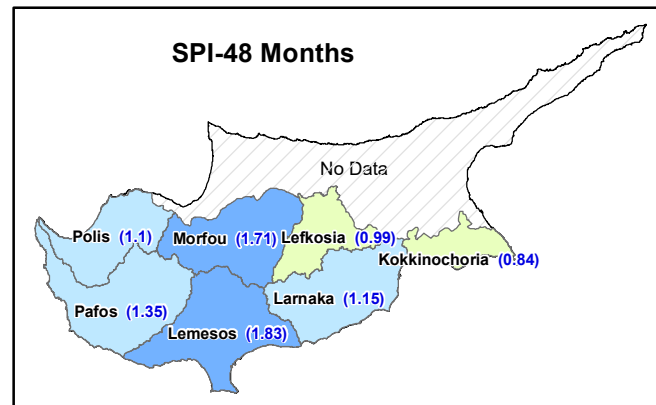 SPI-48 Months
No Data
Polis (1.1)
Morfou (1.71)
Lefkosia (0.99)
Kokkinochoria (0.84)
Pafos (1.35)
Larnaka (1.15)
Lemesos (1.83)